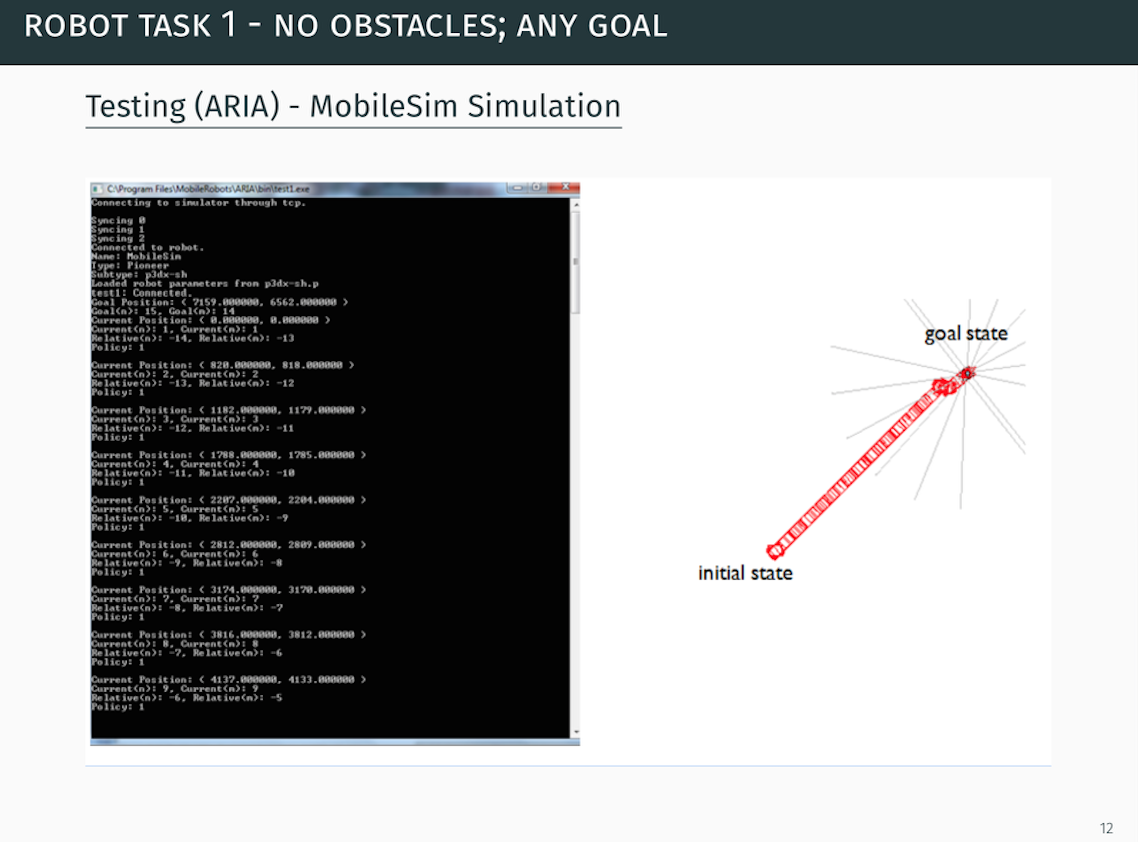 ROBOT TASK 1 - NO OBSTACLES; ANY GOAL
Testing (ARIA) - MobileSim Simulation
C:\Program Files\MobileRobots\ARIA\bin\test1.exe
Connecting to simulator through tcp.
Syncing 0
Syncing 1
Syncing 2
Connected to robot.
Name: MobileSim
Type: Pioneer
Subtype: p3dx-sh
Loaded robot parameters from p3dx-sh.p
test1: Connected.
Goal Position: ( 7159.000000, 6562.000000 )
Goal(n): 15, Goal(m): 14
Current Position: ( 0.000000, 0.000000 )
Current(n): 1, Current(m): 1
Relative(n): -14, Relative(m): -13
Policy: 1
Current Position: ( 820.000000, 818.000000 )
Current(n): 2, Current(m): 2
Relative(n): -13, Relative(m): -12
Policy: 1
Current Position: ( 1182.000000, 1179.000000 )
Current(n): 3, Current(m): 3
Relative(n): -12, Relative(m): -11
Policy: 1
Current Position: ( 1788.000000, 1785.000000 )
Current(n): 4, Current(m): 4
Relative(n): -11, Relative(m): -10
Policy: 1
Current Position: ( 2207.000000, 2204.000000 )
Current(n): 5, Current(m): 5
Relative(n): -10, Relative(m): -9
Policy: 1
Current Position: ( 2812.000000, 2809.000000 )
Current(n): 6, Current(m): 6
Relative(n): -9, Relative(m): -8
Policy: 1
Current Position: ( 3174.000000, 3170.000000 )
Current(n): 7, Current(m): 7
Relative(n): -8, Relative(m): -7
Policy: 1
Current Position: ( 3816.000000, 3812.000000 )
Current(n): 8, Current(m): 8
Relative(n): -7, Relative(m): -6
Policy: 1
Current Position: ( 4137.000000, 4133.000000 )
Current(n): 9, Current(m): 9
Relative(n): -6, Relative(m): -5
Policy: 1
goal state
initial state
12